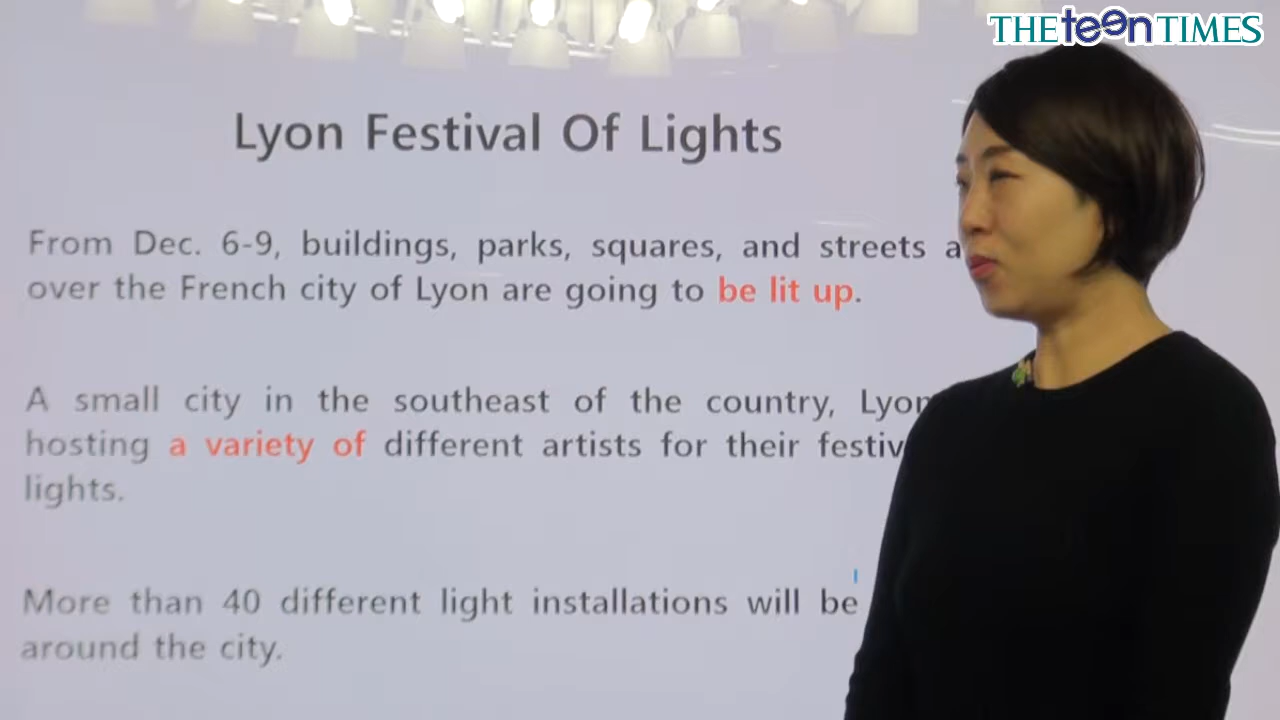 THE teen TIMES
Lyon Festival Of Lights
From Dec. 6-9, buildings, parks, squares, and streets
over the French city of Lyon are going to be lit up.
A small city in the southeast of the country, Lyon
hosting a variety of different artists for their
lights.
More than 40 different light installations will be
around the city.